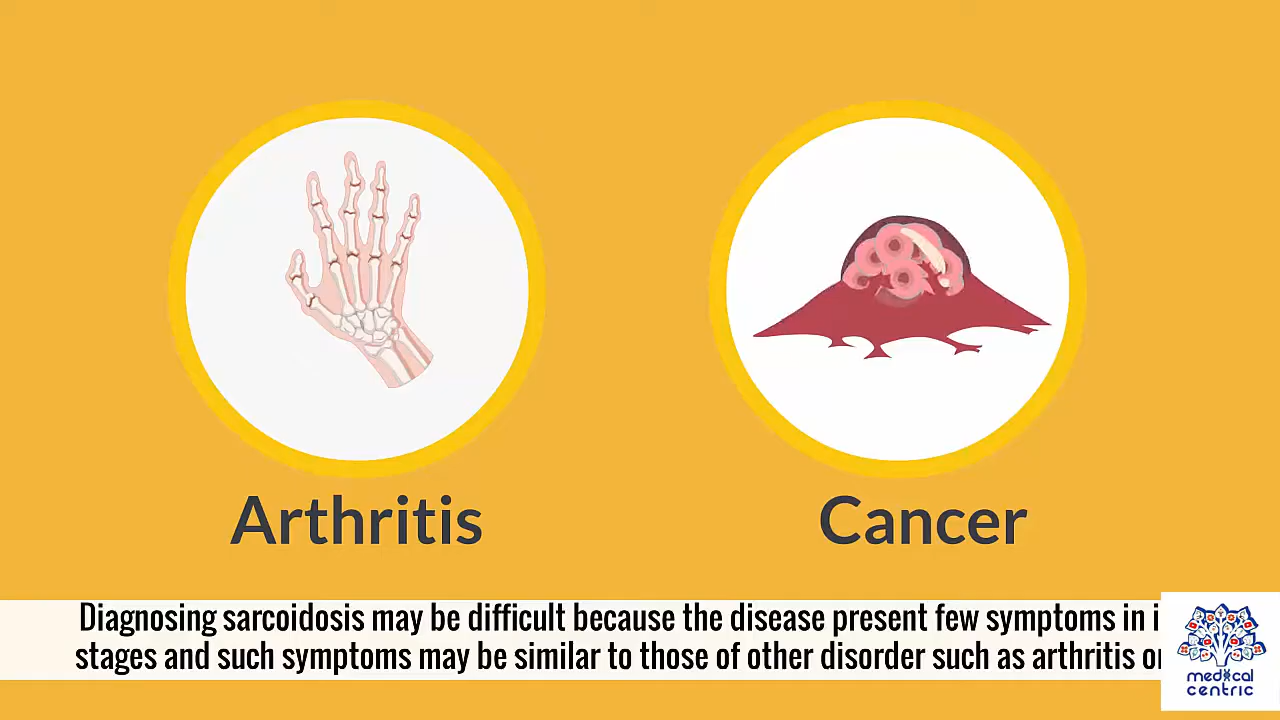 Arthritis
Cancer
Diagnosing sarcoidosis may be difficult because the disease present few symptoms in i
stages and such symptoms may be similar to those of other disorder such as arthritis or
medical
centric